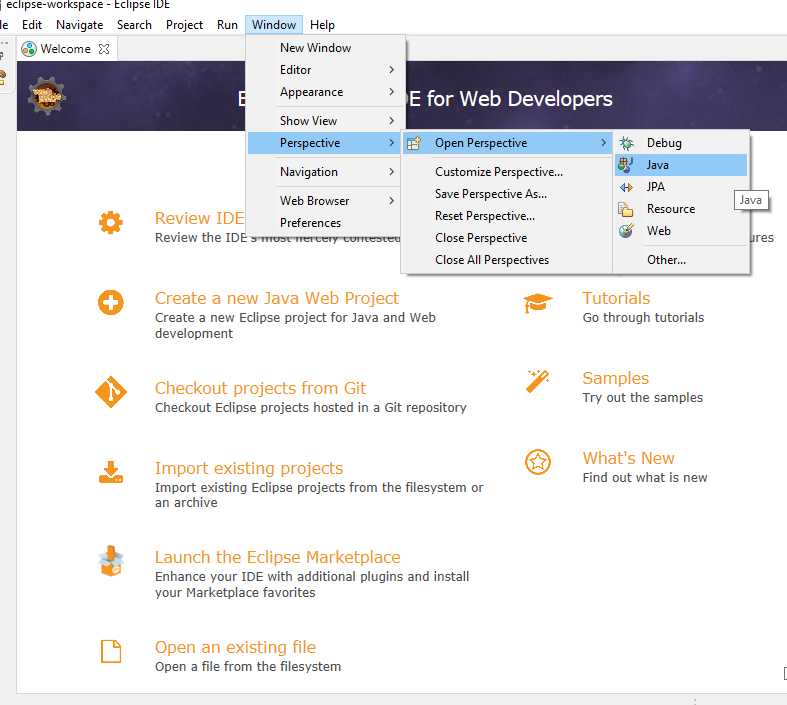 eclipse-workspace - Eclipse IDE
Edit Navigate Search Project Run Window Help
Welcome
New Window
Editor
Appearance
Show View
Perspective
Navigation
Web Browser
Preferences
Open Perspective
Customize Perspective...
Save Perspective As...
Reset Perspective...
Close Perspective
Close All Perspectives
Debug
Java
JPA
Resource
Web
Other...
Java
E for Web Developers
Review IDE
Review the IDE's most fiercely contested
Create a new Java Web Project
Create a new Eclipse project for Java and Web
development
Checkout projects from Git
Checkout Eclipse projects hosted in a Git repository
Import existing projects
Import existing Eclipse projects from the filesystem or
an archive
Launch the Eclipse Marketplace
Enhance your IDE with additional plugins and install
your Marketplace favorites
Open an existing file
Open a file from the filesystem
ures
Tutorials
Go through tutorials
Samples
Try out the samples
What's New
Find out what is new